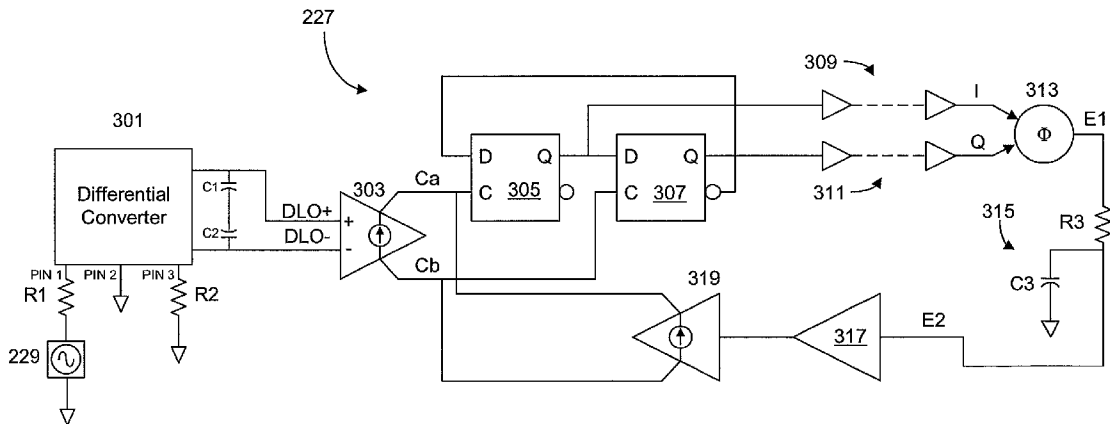 227
309
313
301
I
E1
Φ
Q
D
Q
D
Q
Differential
Converter
C1
C2
DLO+
DLO-
303
+
-
Ca
C
305
C
307
311
315
R3
Cb
319
C3
PIN 1
PIN 2
PIN 3
R1
R2
E2
317
229